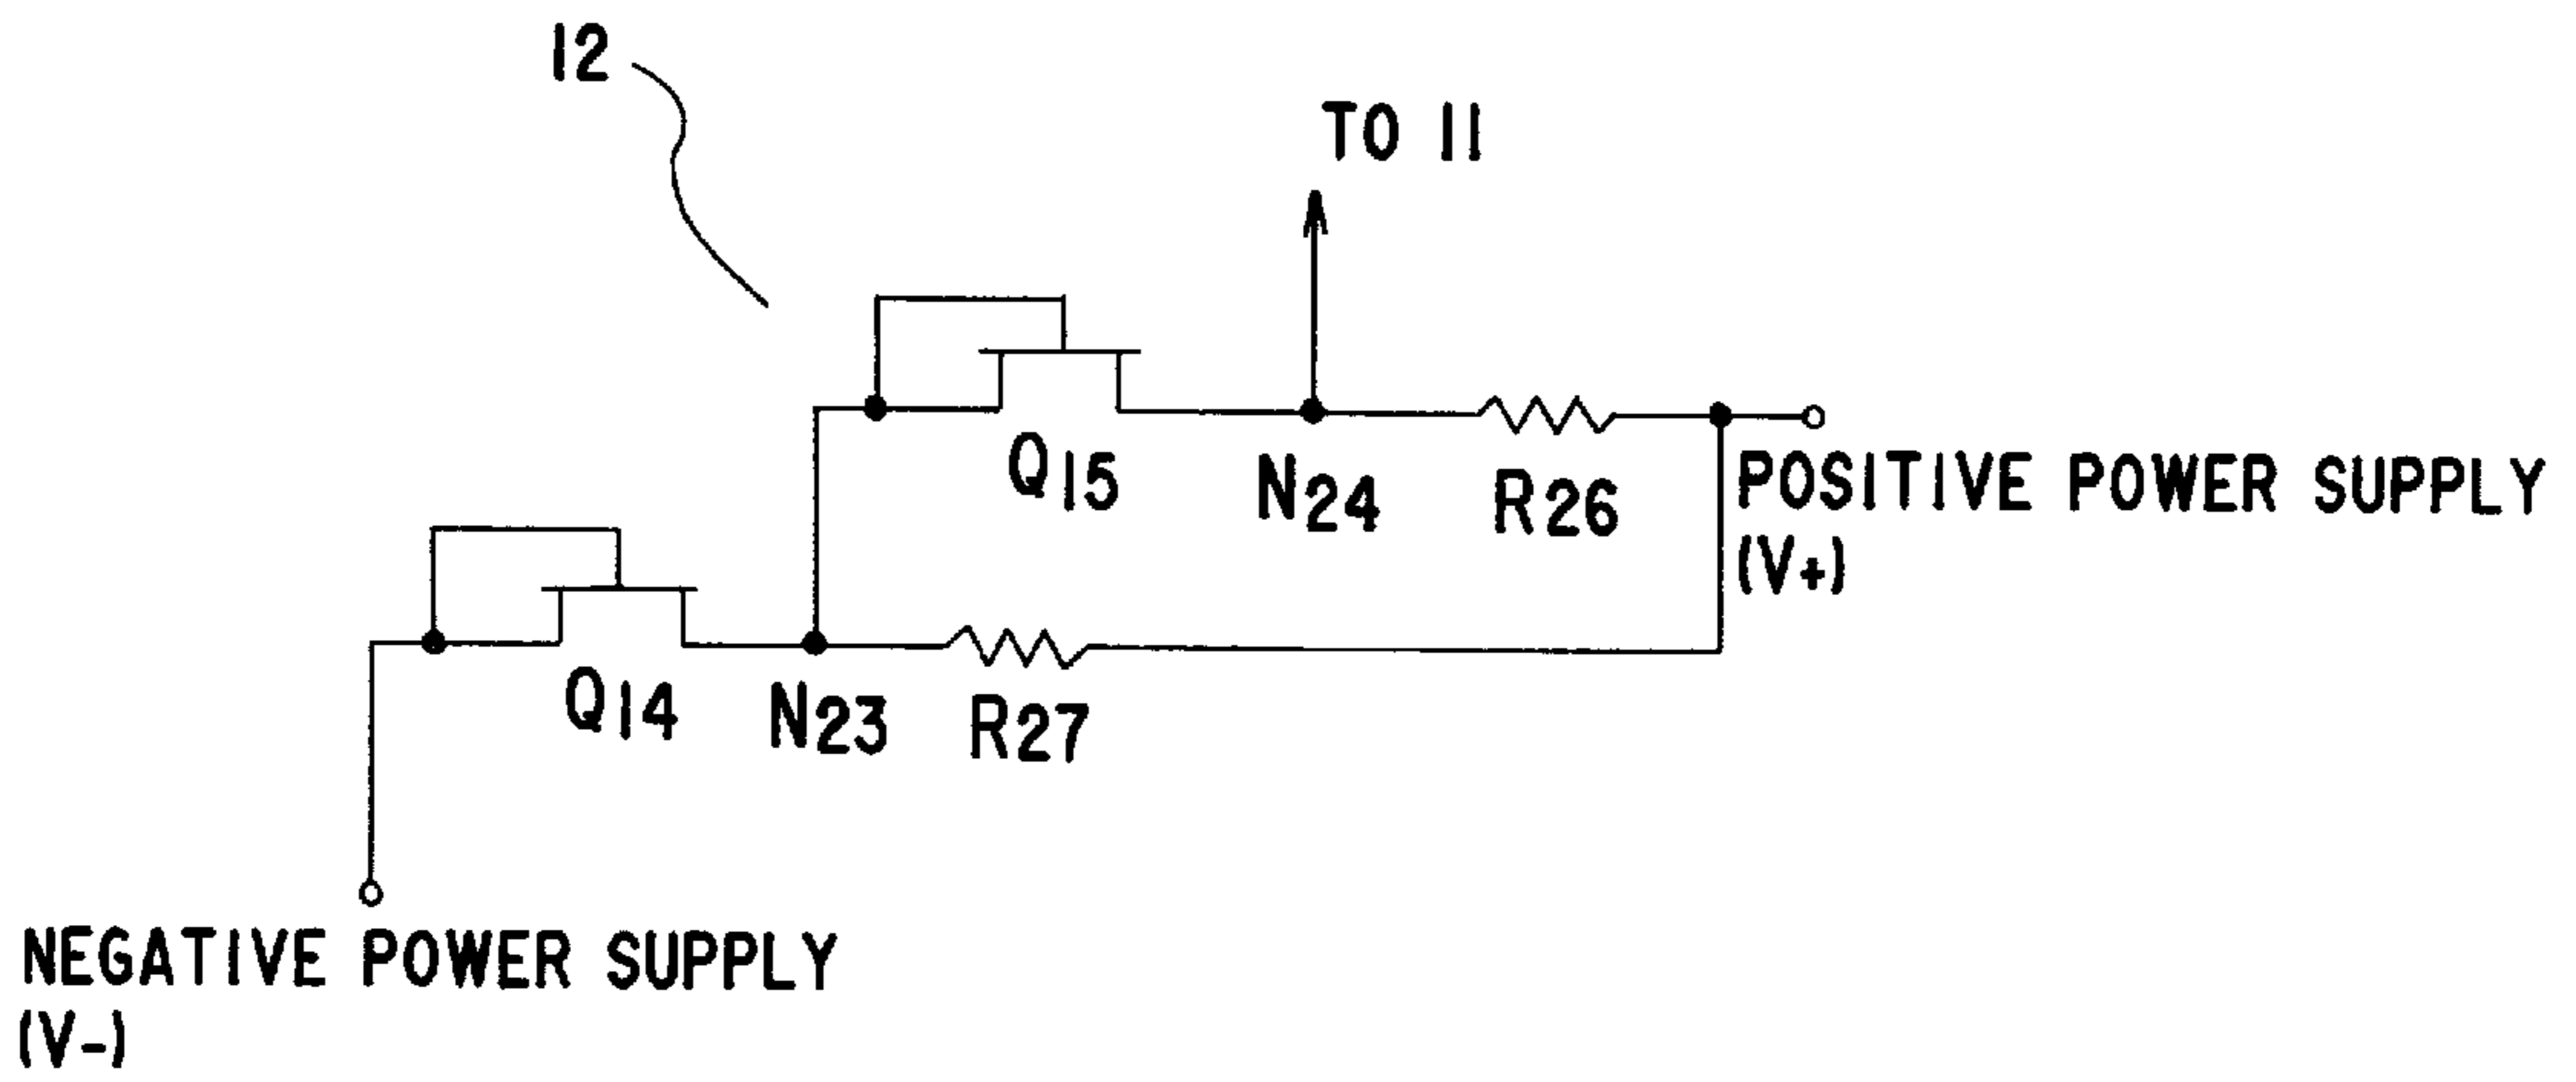 12
TO 11
Q15
N24
R26
POSITIVE POWER SUPPLY
(V+)
Q14
N23
R27
NEGATIVE POWER SUPPLY
(V-)